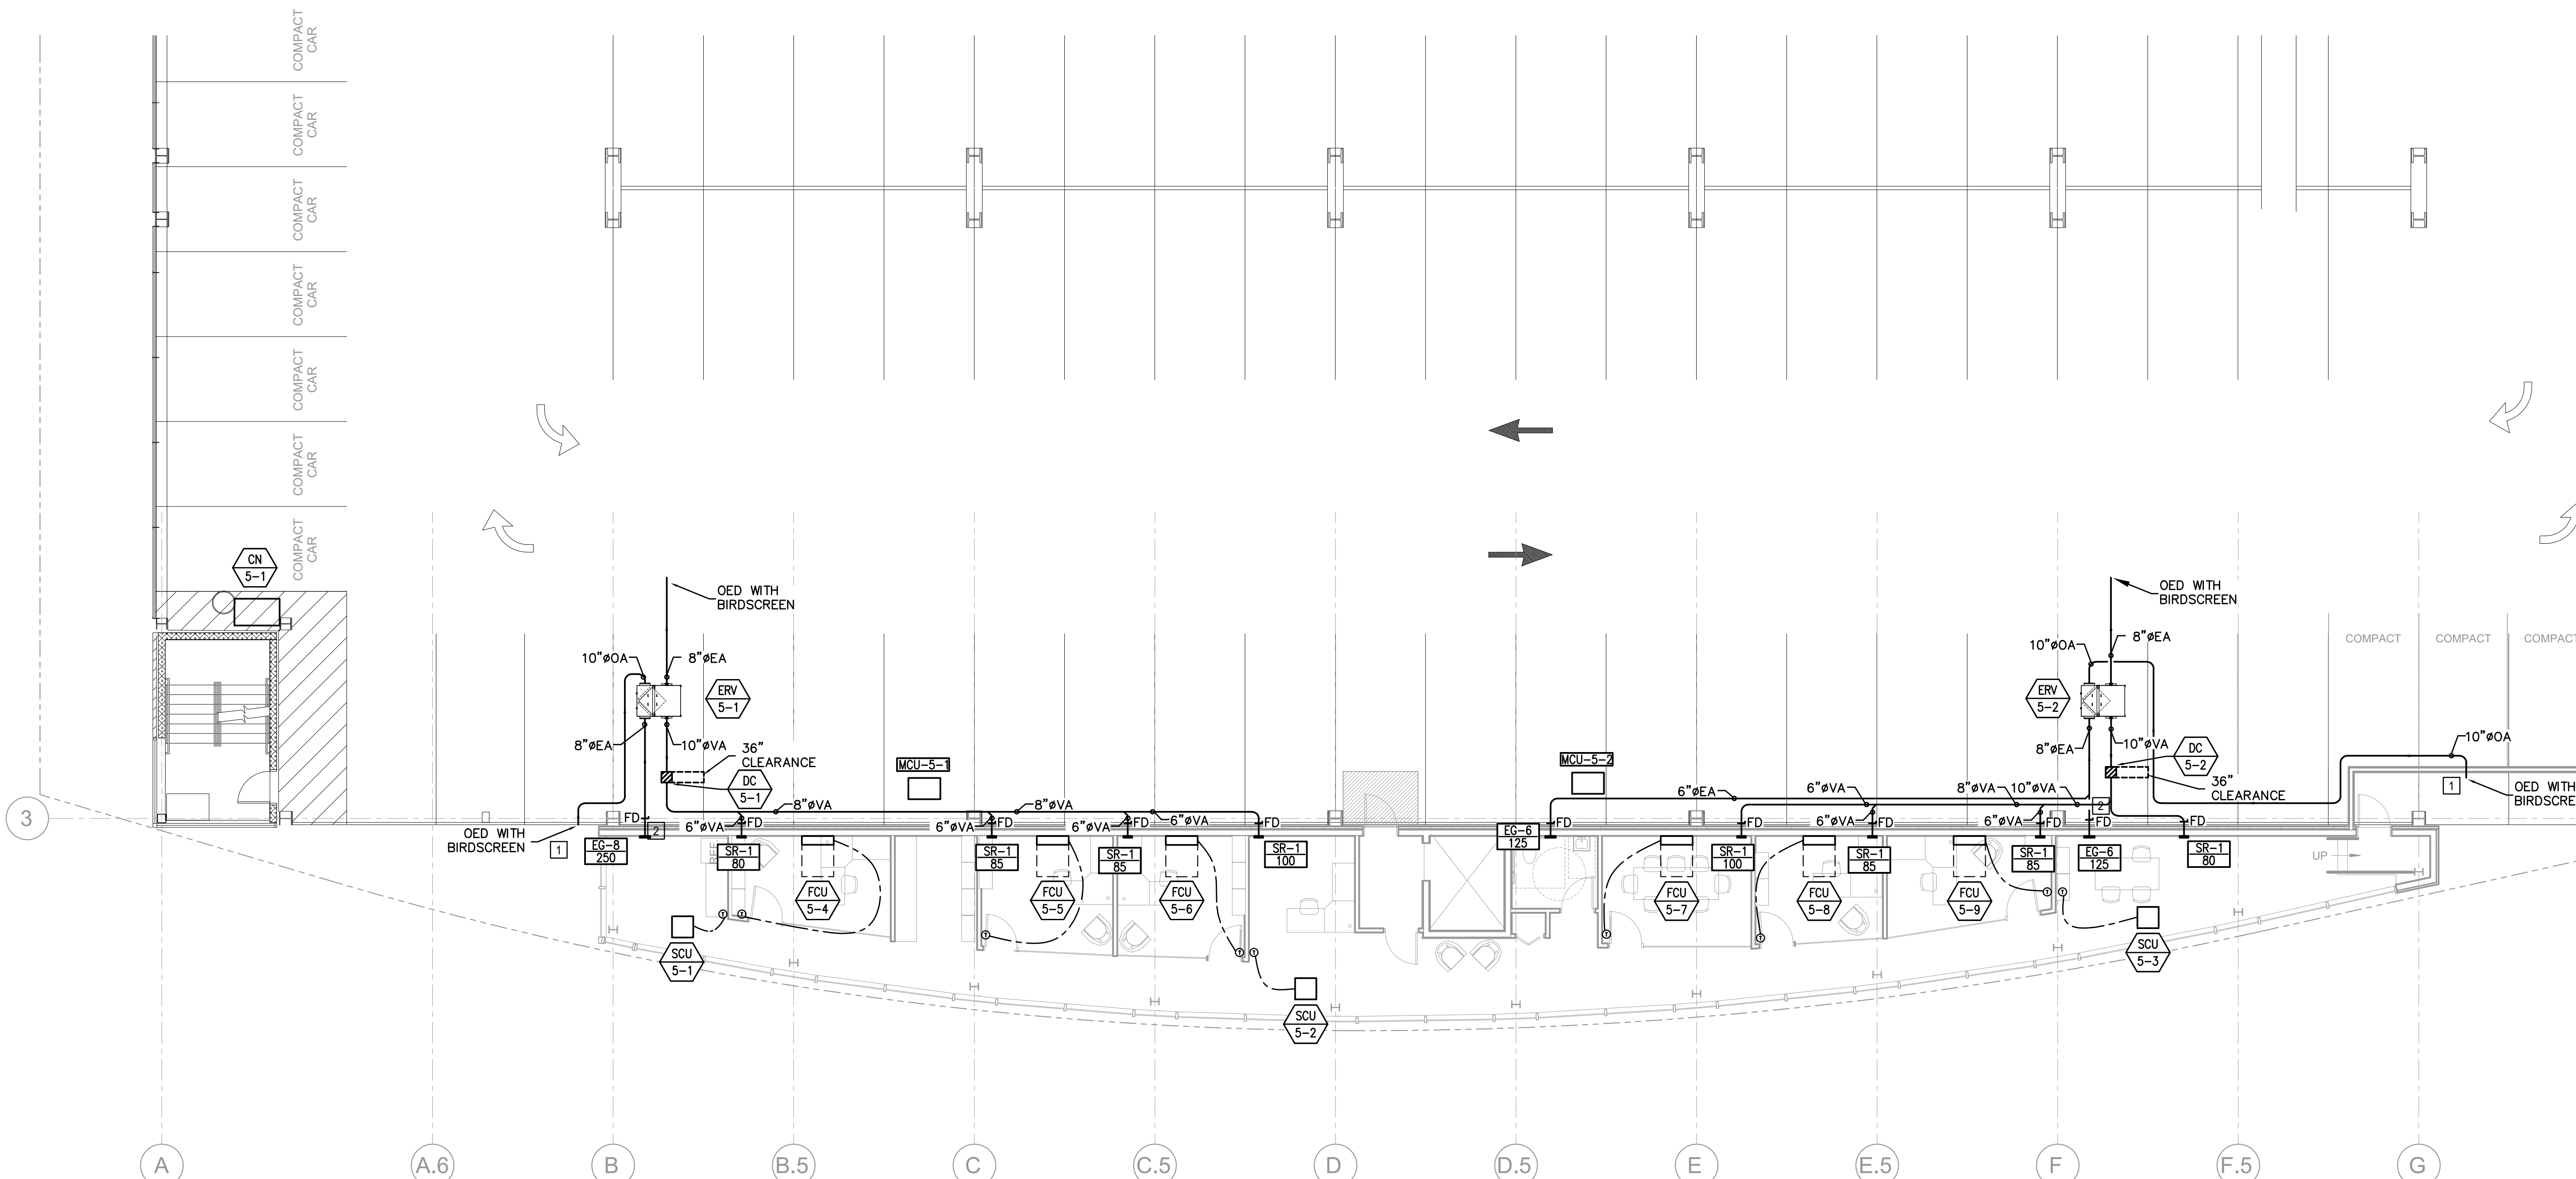 COMPACT
CAR
COMPACT
CAR
COMPACT
CAR
COMPACT
CAR
COMPACT
CAR
COMPACT
CAR
COMPACT
CAR
CN
5-1
OED WITH
BIRDSCREEN
10"øOA
8"øEA
ERV
5-1
8"øEA
10"øVA
36"
CLEARANCE
DC
5-1
MCU-5-1
8"øVA
8"øVA
6"øVA
OED WITH
BIRDSCREEN
1
FD
2
6"øVA
FD
6"øVA
FD
6"øVA
FD
FD
EG-8
250
SR-1
80
SR-1
85
SR-1
85
SR-1
100
REF
FCU
5-4
FCU
5-5
FCU
5-6
T
T
T
T
T
SCU
5-1
SCU
5-2
OED WITH
BIRDSCREEN
10"øOA
8"øEA
ERV
5-2
8"øEA
10"øVA
DC
5-2
36"
CLEARANCE
COMPACT
COMPACT
COMPACT
10"øOA
1
OED WITH
BIRDSCREE
MCU-5-2
6"øEA
6"øVA
8"øVA
10"øVA
2
FD
FD
6"øVA
FD
6"øVA
FD
FD
FD
EG-6
125
SR-1
100
SR-1
85
SR-1
85
EG-6
125
SR-1
80
UP
FCU
5-7
FCU
5-8
FCU
5-9
T
T
T
T
SCU
5-3
3
A
A.6
B
B.5
C
C.5
D
D.5
E
E.5
F
F.5
G